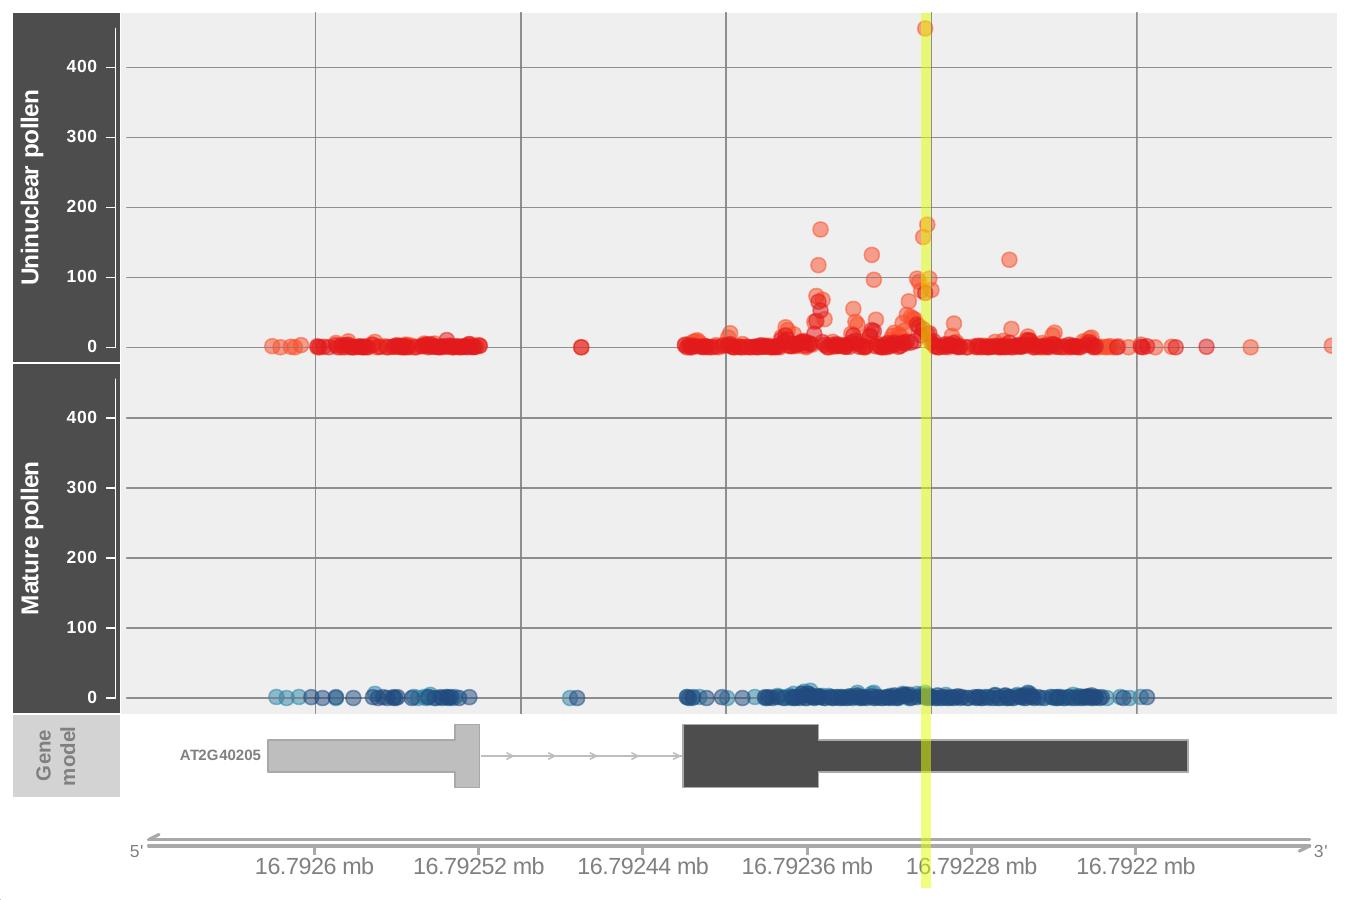 Uninuclear pollen
400
300
200
100
0
Mature pollen
400
300
200
100
0
Gene
model
AT2G40205
5'
3'
16.7926 mb
16.79252 mb
16.79244 mb
16.79236 mb
16.79228 mb
16.7922 mb